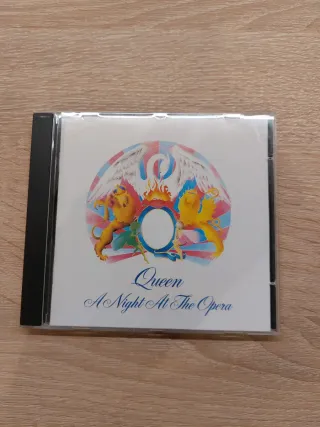 Queen
A Night At The Opera